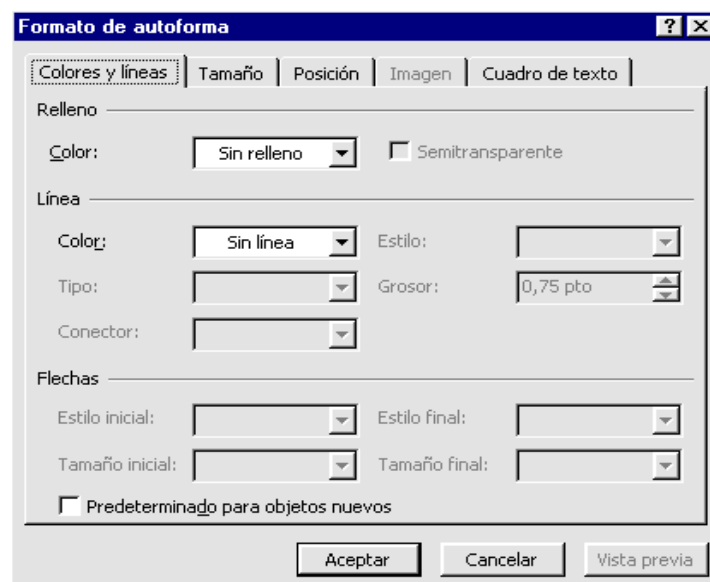 Formato de autoforma
Colores y líneas Tamaño Posición Imagen Cuadro de texto
Relleno
Color: Sin relleno Semitransparente
Línea
Color: Sin línea Estilo:
Tipo: Grosor: 0,75 pto
Conector:
Flechas
Estilo inicial: Estilo final:
Tamaño inicial: Tamaño final:
Predeterminado para objetos nuevos
Aceptar Cancelar Vista previa